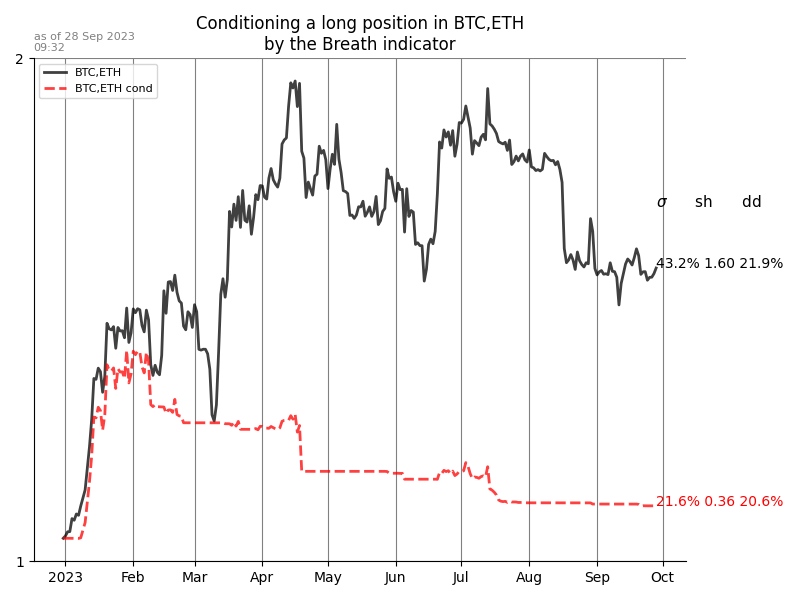 Conditioning a long position in BTC,ETH
by the Breath indicator
as of 28 Sep 2023
09:32
2
BTC,ETH
BTC,ETH cond
σ sh dd
43.2% 1.60 21.9%
21.6% 0.36 20.6%
1
2023 Feb Mar Apr May Jun Jul Aug Sep Oct